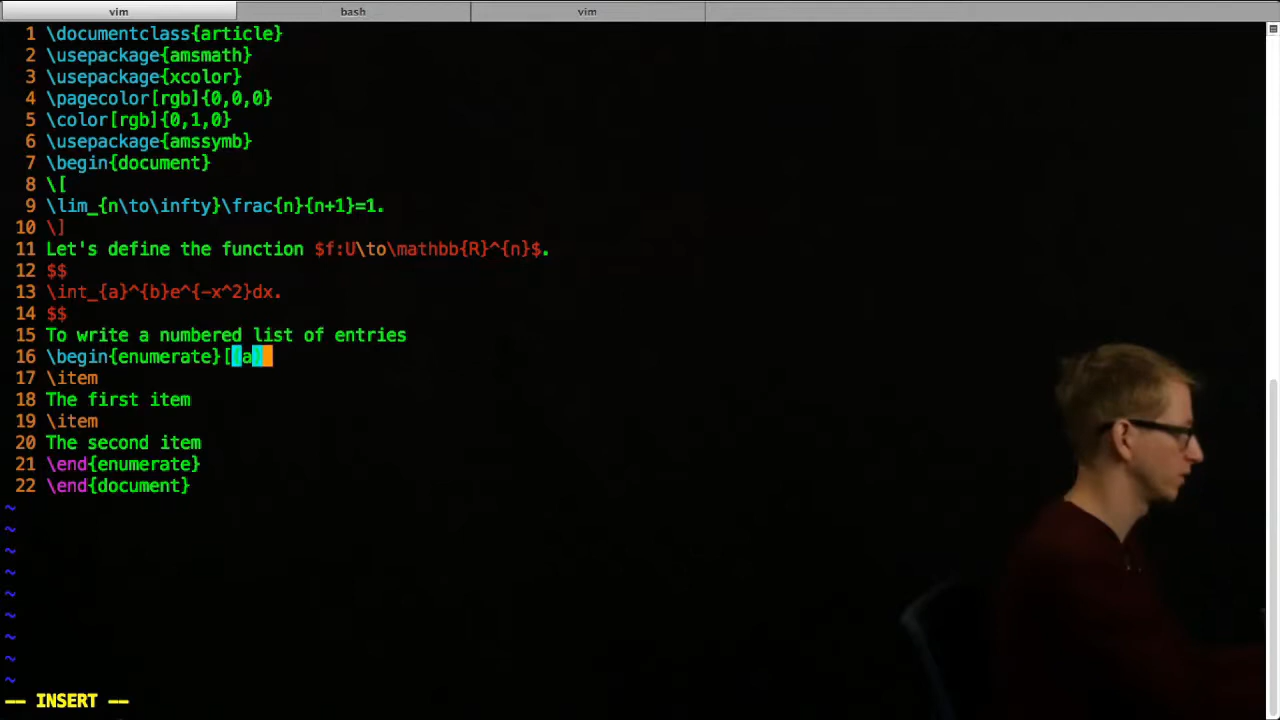 vim
bash
vim
1 \documentclass{article}
2 \usepackage{amsmath}
3 \usepackage{xcolor}
4 \pagecolor[rgb]{0,0,0}
5 \color[rgb]{0,1,0}
6 \usepackage{amssymb}
7 \begin{document}
8 \[
9 \lim_{n\to\infty}\frac{n}{n+1}=1.
10 \]
11 Let's define the function $f:U\to\mathbb{R}^{n}$.
12 $$
13 \int_{a}^{b}e^{-x^2}dx.
14 $$
15 To write a numbered list of entries
16 \begin{enumerate}[(a)
17 \item
18 The first item
19 \item
20 The second item
21 \end{enumerate}
22 \end{document}
~
~
~
~
~
~
~
~
~
-- INSERT --